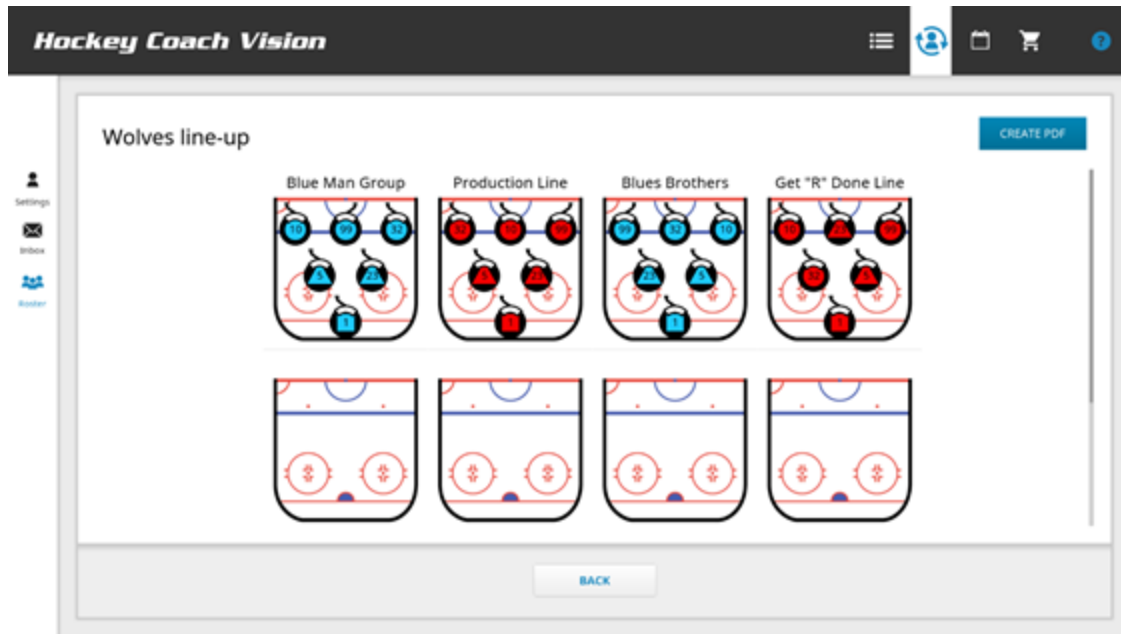 Hockey Coach Vision
?
Wolves line-up
CREATE PDF
Settings
Inbox
Roster
Blue Man Group
Production Line
Blues Brothers
Get "R" Done Line
10 99 32
32 10 99
99 32 10
10 23 99
5 23
5 23
23 5
32 5
1
1
1
1
BACK